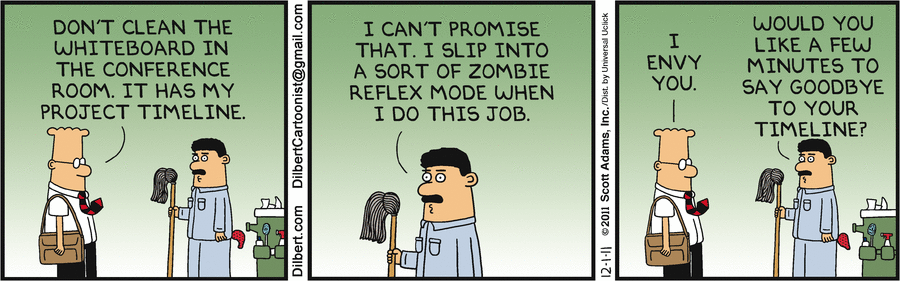 DON'T CLEAN THE
WHITEBOARD IN
THE CONFERENCE
ROOM. IT HAS MY
PROJECT TIMELINE.
Dilbert.com DilbertCartoonist@gmail.com
I CAN'T PROMISE
THAT. I SLIP INTO
A SORT OF ZOMBIE
REFLEX MODE WHEN
I DO THIS JOB.
12-1-11 ©2011 Scott Adams, Inc./Dist. by Universal Uclick
I
ENVY
YOU.
WOULD YOU
LIKE A FEW
MINUTES TO
SAY GOODBYE
TO YOUR
TIMELINE?